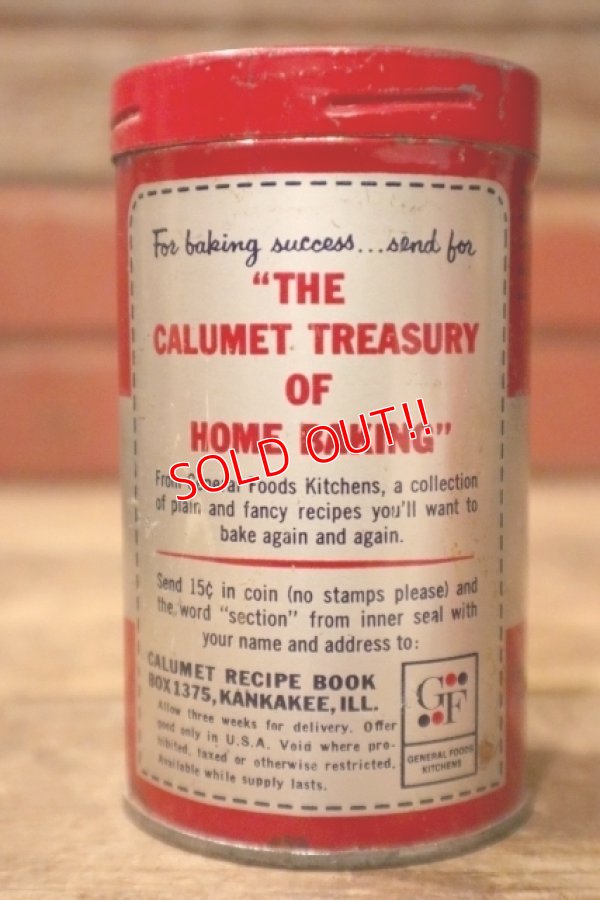 For baking success...send for
"THE
CALUMET TREASURY
OF
HOME BAKING"
SOLD OUT!!
From General Foods Kitchens, a collection
of plain and fancy recipes you'll want to
bake again and again.
Send 15¢ in coin (no stamps please) and
the word "section" from inner seal with
your name and address to:
CALUMET RECIPE BOOK
BOX 1375, KANKAKEE, ILL.
Allow three weeks for delivery. Offer
good only in U.S.A. Void where pro-
hibited, taxed or otherwise restricted.
Available while supply lasts.
GF
GENERAL FOODS
KITCHENS